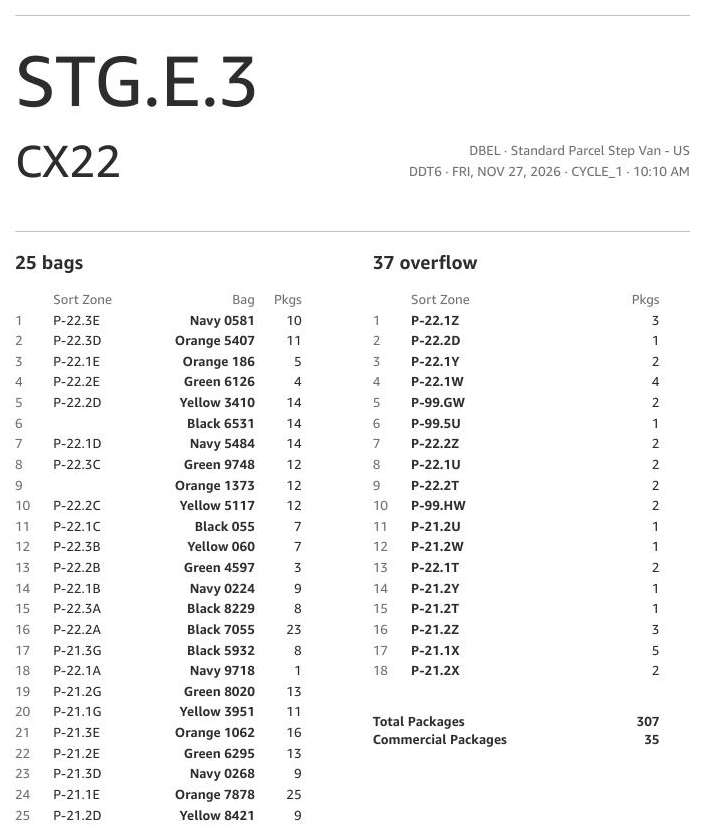 STG.E.3
CX22
DBEL · Standard Parcel Step Van - US
DDT6 · FRI, NOV 27, 2026 · CYCLE_1 · 10:10 AM
25 bags
Sort Zone Bag Pkgs
1 P-22.3E Navy 0581 10
2 P-22.3D Orange 5407 11
3 P-22.1E Orange 186 5
4 P-22.2E Green 6126 4
5 P-22.2D Yellow 3410 14
6 Black 6531 14
7 P-22.1D Navy 5484 14
8 P-22.3C Green 9748 12
9 Orange 1373 12
10 P-22.2C Yellow 5117 12
11 P-22.1C Black 055 7
12 P-22.3B Yellow 060 7
13 P-22.2B Green 4597 3
14 P-22.1B Navy 0224 9
15 P-22.3A Black 8229 8
16 P-22.2A Black 7055 23
17 P-21.3G Black 5932 8
18 P-22.1A Navy 9718 1
19 P-21.2G Green 8020 13
20 P-21.1G Yellow 3951 11
21 P-21.3E Orange 1062 16
22 P-21.2E Green 6295 13
23 P-21.3D Navy 0268 9
24 P-21.1E Orange 7878 25
25 P-21.2D Yellow 8421 9
37 overflow
Sort Zone Pkgs
1 P-22.1Z 3
2 P-22.2D 1
3 P-22.1Y 2
4 P-22.1W 4
5 P-99.GW 2
6 P-99.5U 1
7 P-22.2Z 2
8 P-22.1U 2
9 P-22.2T 2
10 P-99.HW 2
11 P-21.2U 1
12 P-21.2W 1
13 P-22.1T 2
14 P-21.2Y 1
15 P-21.2T 1
16 P-21.2Z 3
17 P-21.1X 5
18 P-21.2X 2
Total Packages 307
Commercial Packages 35